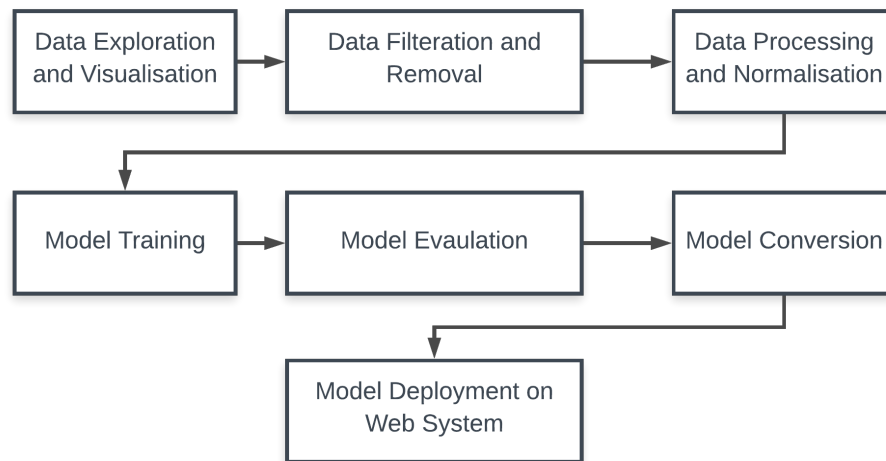 Data Exploration
and Visualisation
Data Filteration and
Removal
Data Processing
and Normalisation
Model Training
Model Evaulation
Model Conversion
Model Deployment on
Web System